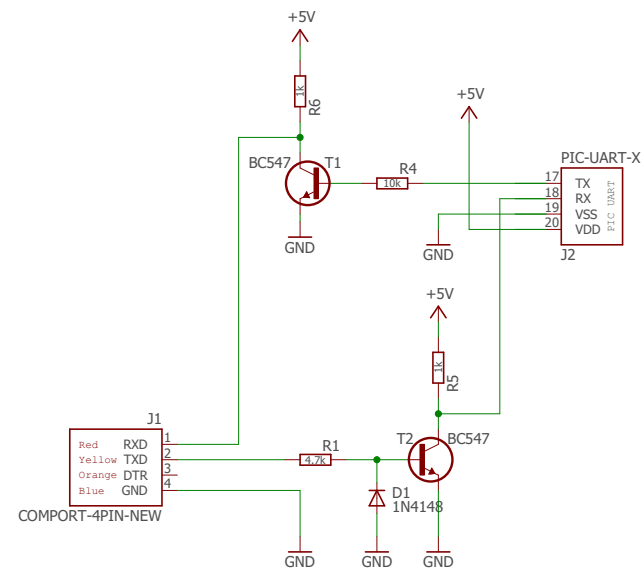 +5V
1k
R6
+5V
BC547
T1
R4
10k
PIC-UART-X
17 TX
18 RX
19 VSS
20 VDD
PIC UART
J2
GND
GND
+5V
1k
R5
J1
Red RXD 1
Yellow TXD 2
Orange DTR 3
Blue GND 4
COMPORT-4PIN-NEW
R1
4.7k
T2
BC547
D1
1N4148
GND
GND
GND